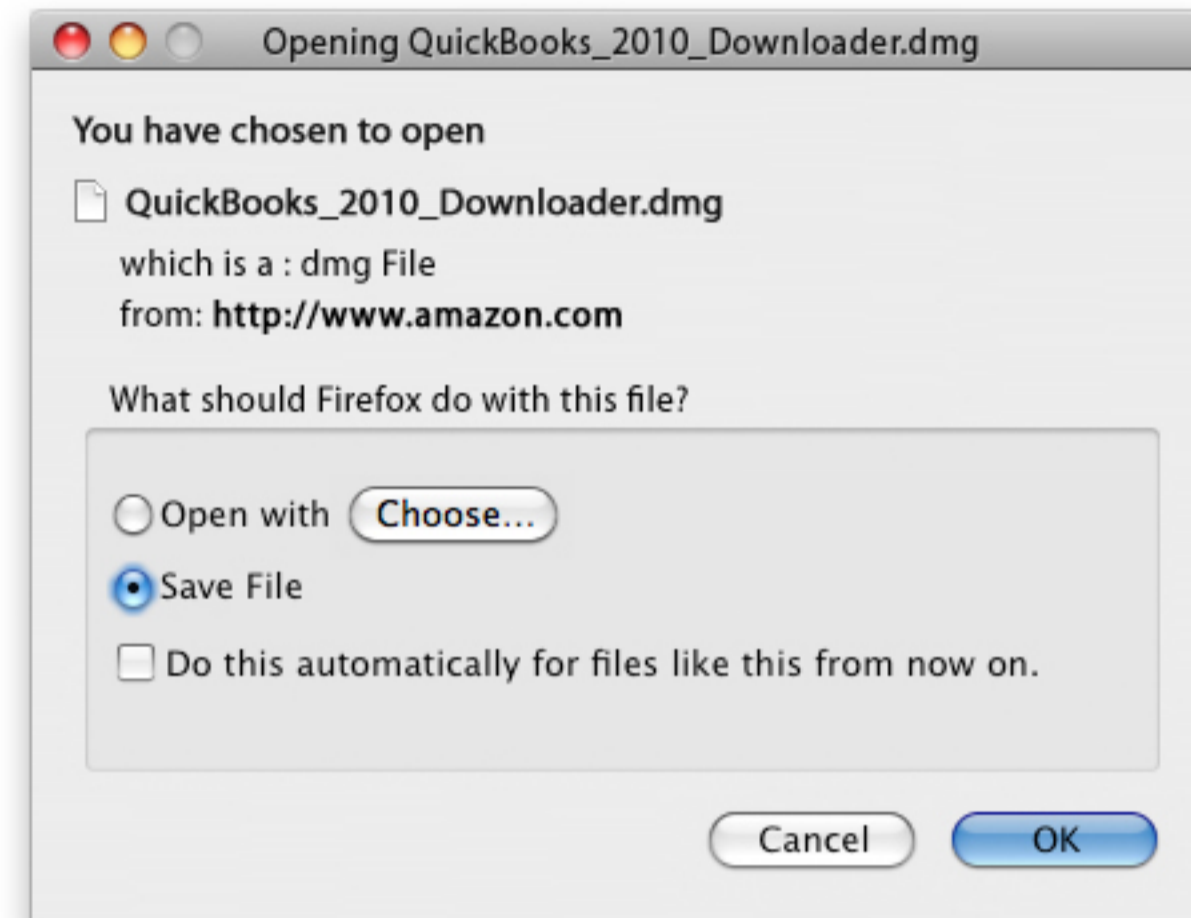 Opening QuickBooks_2010_Downloader.dmg
You have chosen to open
QuickBooks_2010_Downloader.dmg
which is a : dmg File
from: http://www.amazon.com
What should Firefox do with this file?
Open with Choose...
Save File
Do this automatically for files like this from now on.
Cancel OK